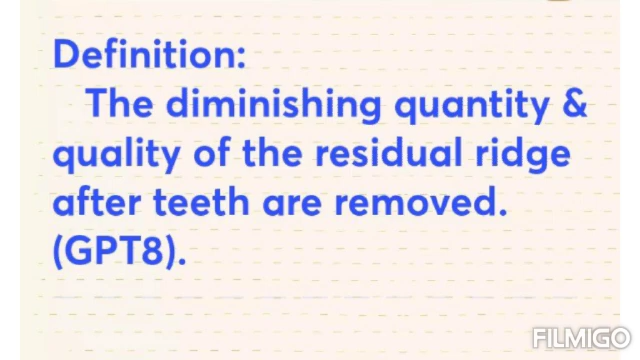 Definition:
The diminishing quantity &
quality of the residual ridge
after teeth are removed.
(GPT8).
FILMIGO